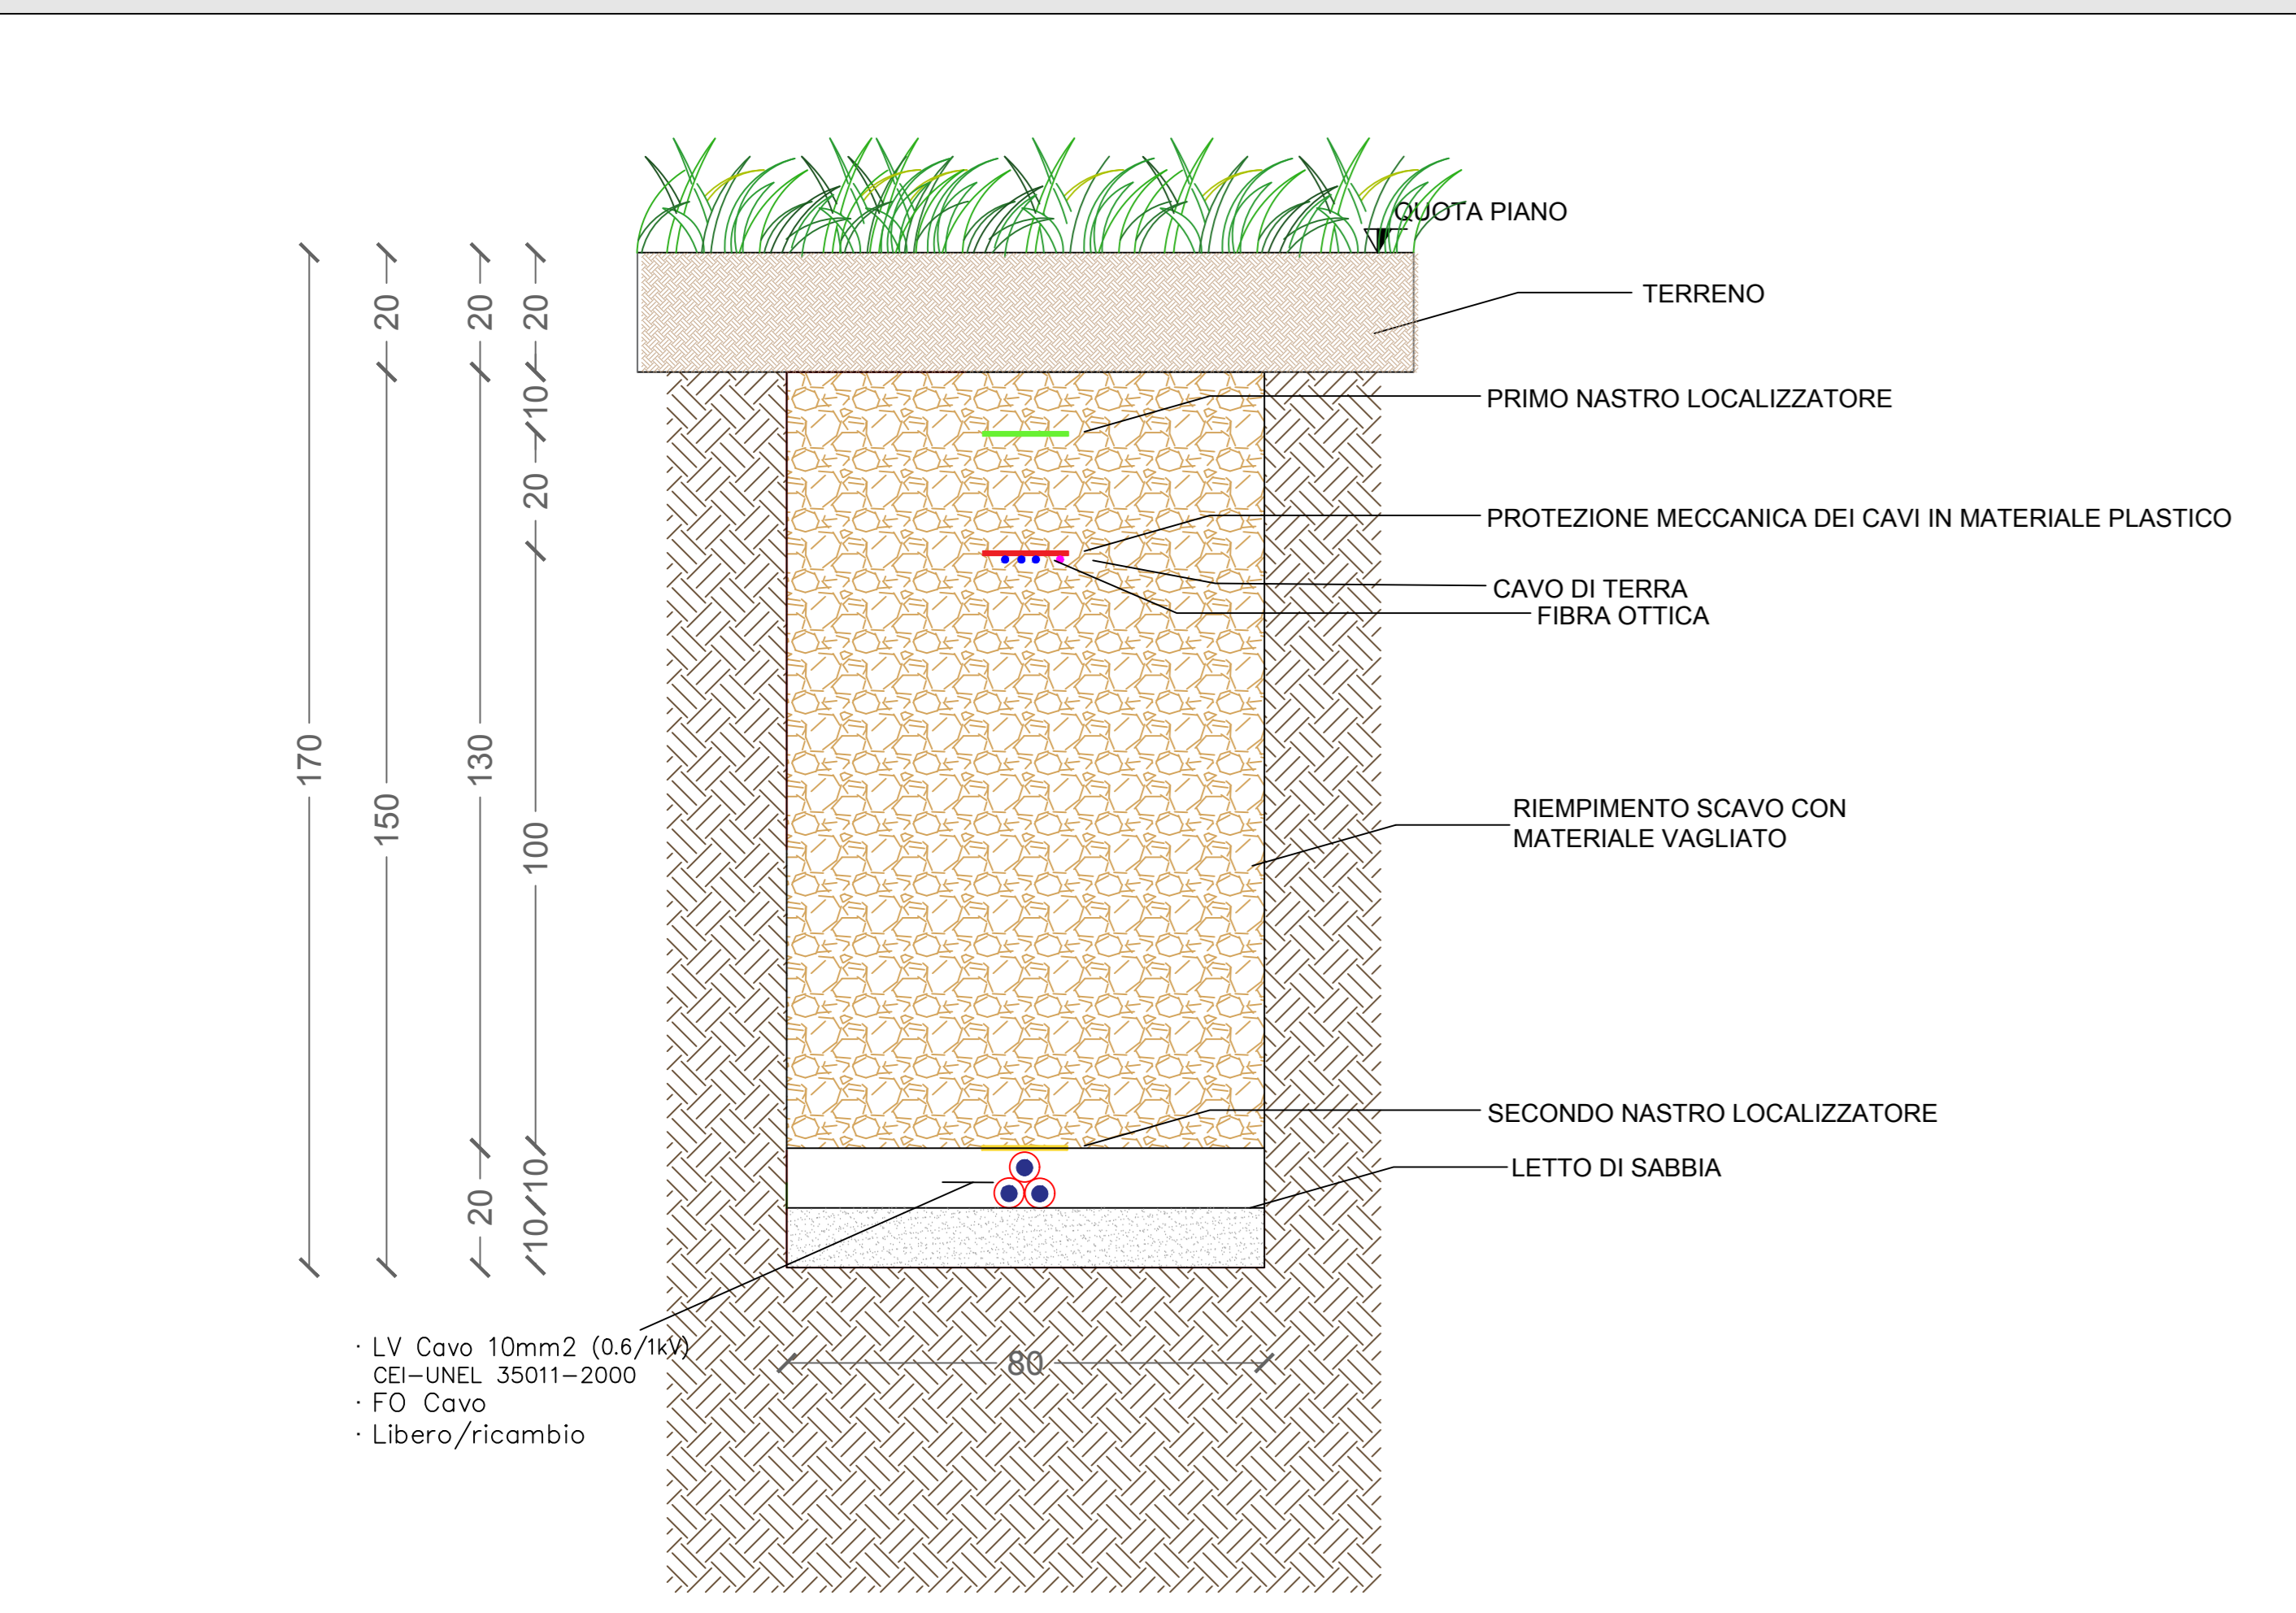 QUOTA PIANO
TERRENO
PRIMO NASTRO LOCALIZZATORE
PROTEZIONE MECCANICA DEI CAVI IN MATERIALE PLASTICO
CAVO DI TERRA
FIBRA OTTICA
RIEMPIMENTO SCAVO CON
MATERIALE VAGLIATO
SECONDO NASTRO LOCALIZZATORE
LETTO DI SABBIA
170
20
150
20
130
20
20
10
20
100
10
10
80
· LV Cavo 10mm2 (0.6/1kV)
CEI-UNEL 35011-2000
· FO Cavo
· Libero/ricambio